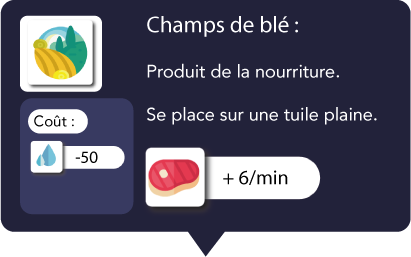 Champs de blé :
Produit de la nourriture.
Se place sur une tuile plaine.
Coût :
-50
+ 6/min